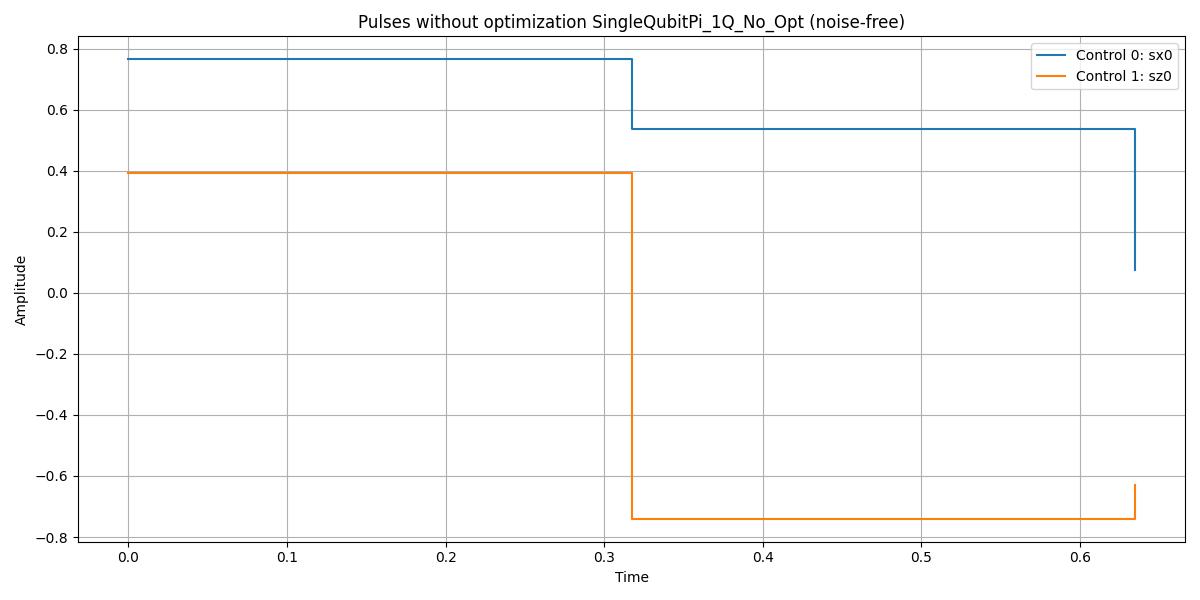 Pulses without optimization SingleQubitPi_1Q_No_Opt (noise-free)
Control 0: sx0
Control 1: sz0
Amplitude
0.8
0.6
0.4
0.2
0.0
−0.2
−0.4
−0.6
−0.8
0.0 0.1 0.2 0.3 0.4 0.5 0.6
Time